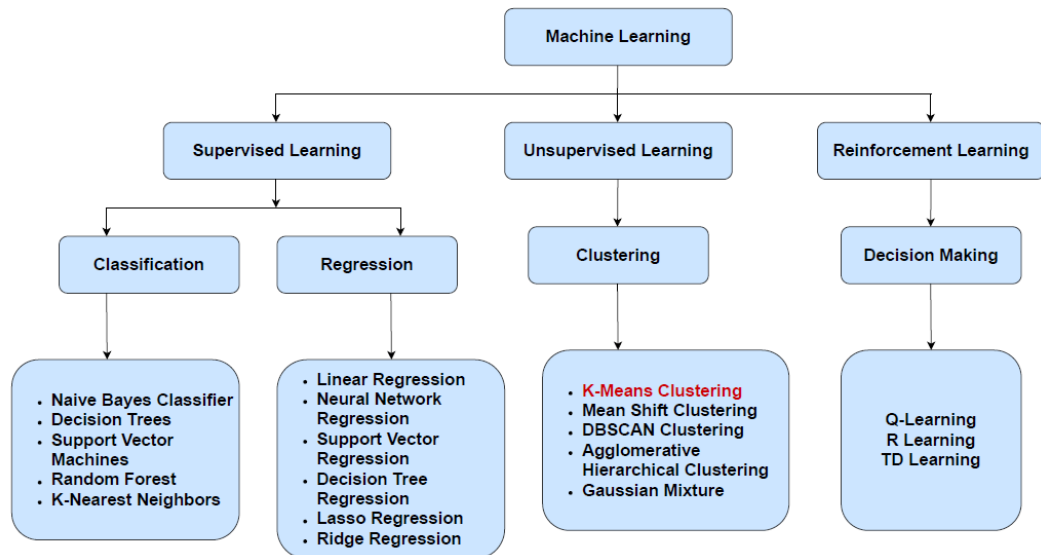 Machine Learning
Supervised Learning
Unsupervised Learning
Reinforcement Learning
Classification
Regression
Clustering
Decision Making
• Naive Bayes Classifier
• Decision Trees
• Support Vector
Machines
• Random Forest
• K-Nearest Neighbors
• Linear Regression
• Neural Network
Regression
• Support Vector
Regression
• Decision Tree
Regression
• Lasso Regression
• Ridge Regression
• K-Means Clustering
• Mean Shift Clustering
• DBSCAN Clustering
• Agglomerative
Hierarchical Clustering
• Gaussian Mixture
Q-Learning
R Learning
TD Learning